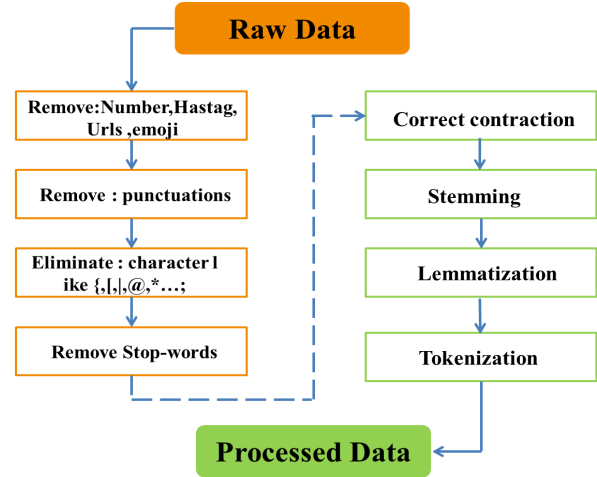 Raw Data
Remove:Number,Hastag,
Urls ,emoji
Remove : punctuations
Eliminate : character l
ike {,[,|,@,*…;
Remove Stop-words
Correct contraction
Stemming
Lemmatization
Tokenization
Processed Data